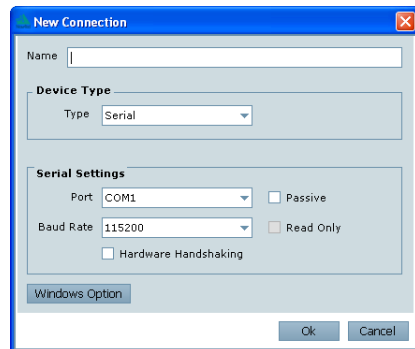 New Connection
Name
Device Type
Type Serial
Serial Settings
Port COM1 Passive
Baud Rate 115200 Read Only
Hardware Handshaking
Windows Option
Ok Cancel